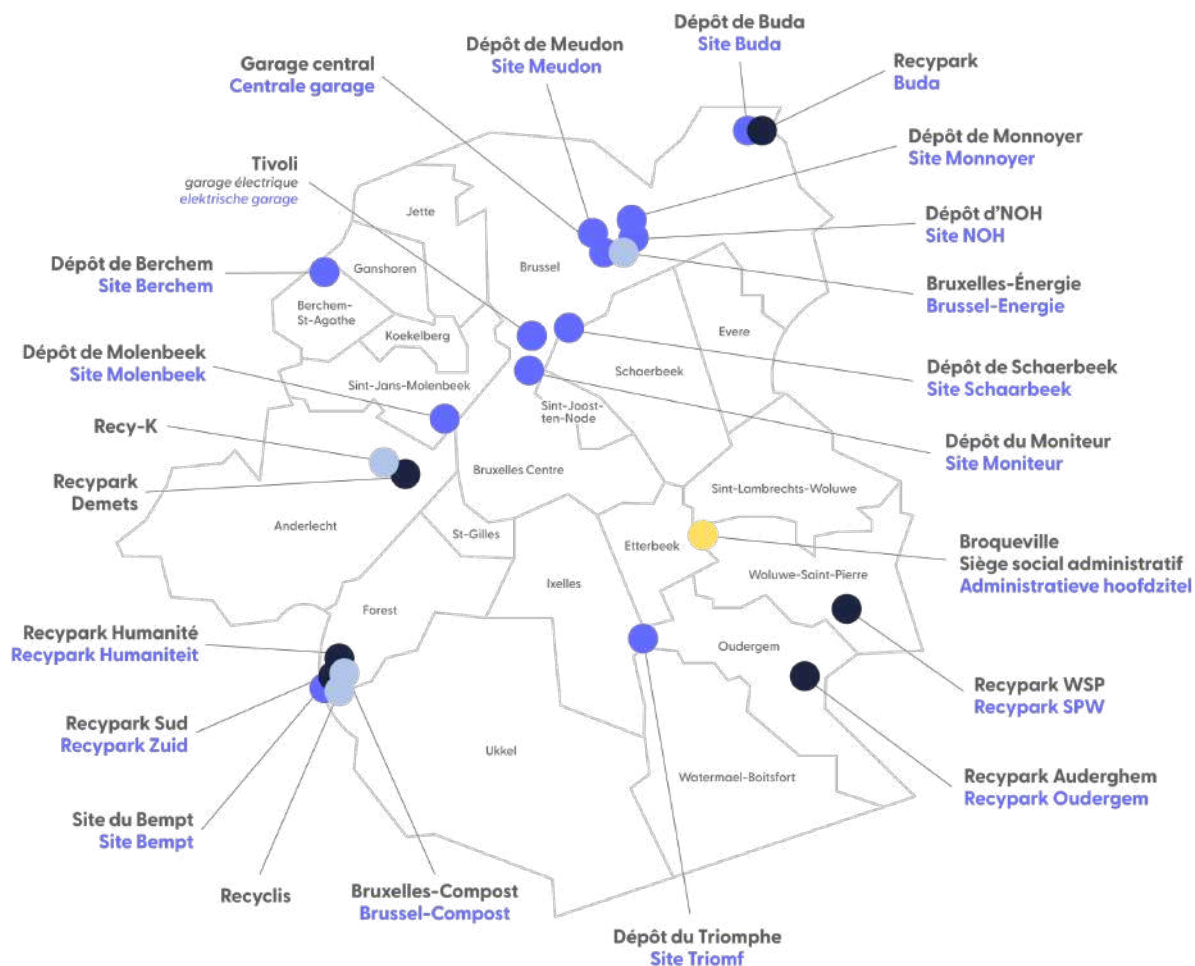 Dépôt de Buda
Site Buda
Dépôt de Meudon
Site Meudon
Garage central
Centrale garage
Recypark
Buda
Dépôt de Monnoyer
Site Monnoyer
Tivoli
garage électrique
elektrische garage
Jette
Dépôt d'NOH
Site NOH
Dépôt de Berchem
Site Berchem
Ganshoren
Brussel
Bruxelles-Énergie
Brussel-Energie
Berchem-
St-Agathe
Koekelberg
Evere
Dépôt de Molenbeek
Site Molenbeek
Sint-Jans-Molenbeek
Schaerbeek
Dépôt de Schaerbeek
Site Schaarbeek
Sint-Joost-
ten-Node
Recy-K
Dépôt du Moniteur
Site Moniteur
Recypark
Demets
Bruxelles Centre
Sint-Lambrechts-Woluwe
Anderlecht
St-Gilles
Etterbeek
Broqueville
Siège social administratif
Administratieve hoofdzitel
Ixelles
Woluwe-Saint-Pierre
Forest
Recypark Humanité
Recypark Humaniteit
Oudergem
Recypark WSP
Recypark SPW
Recypark Sud
Recypark Zuid
Ukkel
Watermael-Boitsfort
Recypark Auderghem
Recypark Oudergem
Site du Bempt
Site Bempt
Recyclis
Bruxelles-Compost
Brussel-Compost
Dépôt du Triomphe
Site Triomf